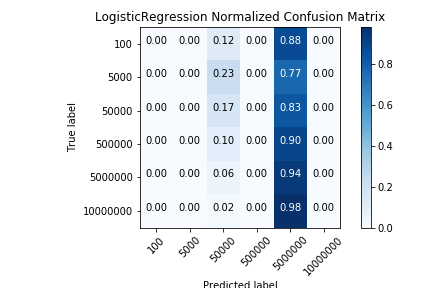 LogisticRegression Normalized Confusion Matrix
True label
100 0.00 0.00 0.12 0.00 0.88 0.00
5000 0.00 0.00 0.23 0.00 0.77 0.00
50000 0.00 0.00 0.17 0.00 0.83 0.00
500000 0.00 0.00 0.10 0.00 0.90 0.00
5000000 0.00 0.00 0.06 0.00 0.94 0.00
10000000 0.00 0.00 0.02 0.00 0.98 0.00
100 5000 50000 500000 5000000 10000000
Predicted label
0.8
0.6
0.4
0.2
0.0